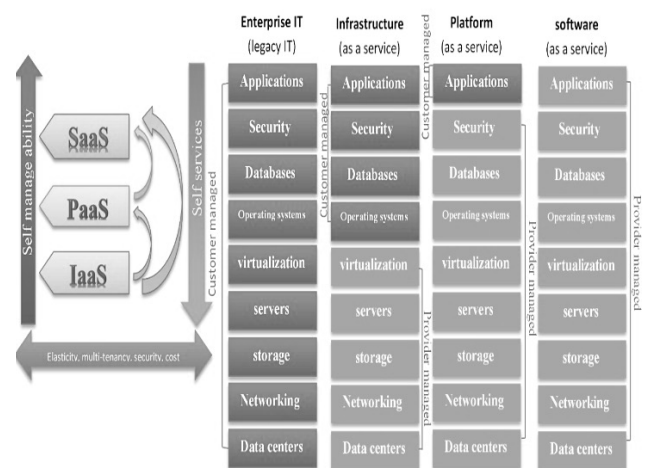 Enterprise IT
(legacy IT)
Infrastructure
(as a service)
Platform
(as a service)
software
(as a service)
Self manage ability
SaaS
PaaS
IaaS
Self services
Elasticity, multi-tenancy, security, cost
Customer managed
Applications
Security
Databases
Operating systems
virtualization
servers
storage
Networking
Data centers
Customer managed
Applications
Security
Databases
Operating systems
virtualization
servers
storage
Networking
Data centers
Provider managed
Customer managed
Applications
Security
Databases
Operating systems
virtualization
servers
storage
Networking
Data centers
Provider managed
Applications
Security
Databases
Operating systems
virtualization
servers
storage
Networking
Data centers
Provider managed